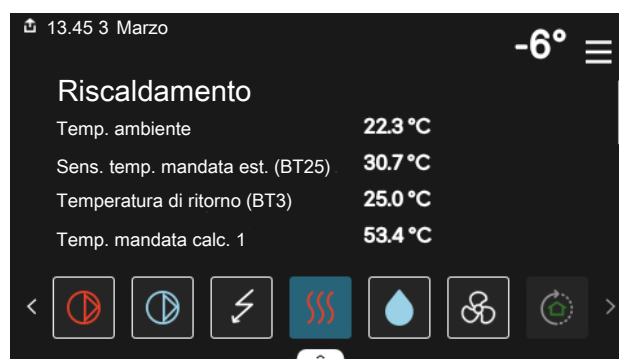 13.45 3 Marzo
-6°
Riscaldamento
Temp. ambiente 22.3 °C
Sens. temp. mandata est. (BT25) 30.7 °C
Temperatura di ritorno (BT3) 25.0 °C
Temp. mandata calc. 1 53.4 °C